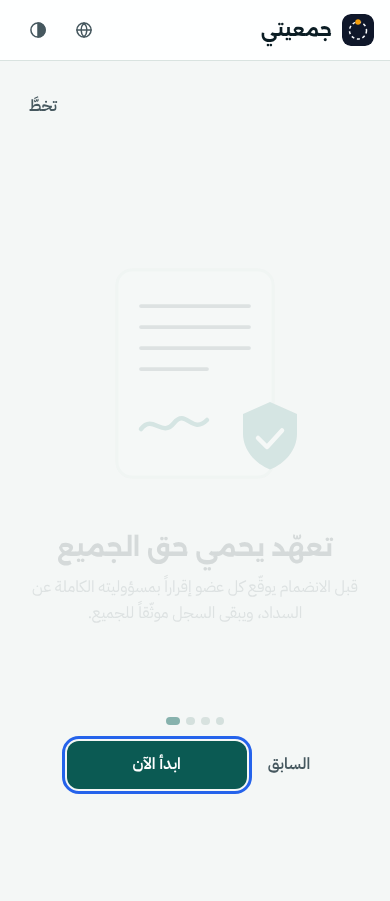 جمعيتي
تخطَّ
تعهّد يحمي حق الجميع
قبل الانضمام يوقّع كل عضو إقراراً بمسؤوليته الكاملة عن
السداد، ويبقى السجل موثّقاً للجميع.
السابق
ابدأ الآن